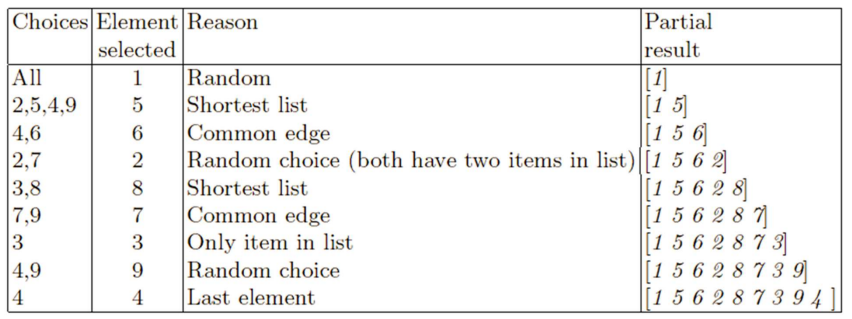 Choices Element Reason Partial
selected result
All 1 Random [1]
2,5,4,9 5 Shortest list [1 5]
4,6 6 Common edge [1 5 6]
2,7 2 Random choice (both have two items in list) [1 5 6 2]
3,8 8 Shortest list [1 5 6 2 8]
7,9 7 Common edge [1 5 6 2 8 7]
3 3 Only item in list [1 5 6 2 8 7 3]
4,9 9 Random choice [1 5 6 2 8 7 3 9]
4 4 Last element [1 5 6 2 8 7 3 9 4 ]